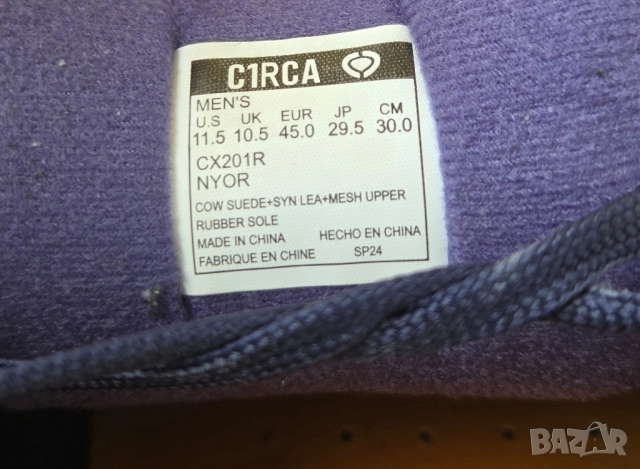 C1RCA
MEN'S
U.S UK EUR JP CM
11.5 10.5 45.0 29.5 30.0
CX201R
NYOR
COW SUEDE+SYN LEA+MESH UPPER
RUBBER SOLE
MADE IN CHINA HECHO EN CHINA
FABRIQUE EN CHINE SP24
BAZAR